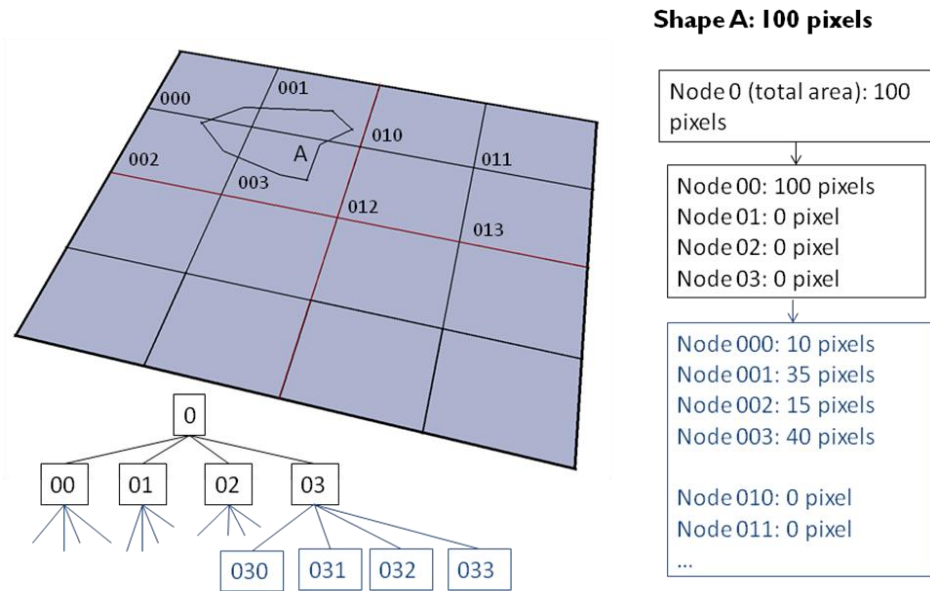 Shape A: 100 pixels
000
001
010
011
A
002
003
012
013
Node 0 (total area): 100
pixels
Node 00: 100 pixels
Node 01: 0 pixel
Node 02: 0 pixel
Node 03: 0 pixel
Node 000: 10 pixels
Node 001: 35 pixels
Node 002: 15 pixels
Node 003: 40 pixels
Node 010: 0 pixel
Node 011: 0 pixel
...
0
00 01 02 03
030 031 032 033